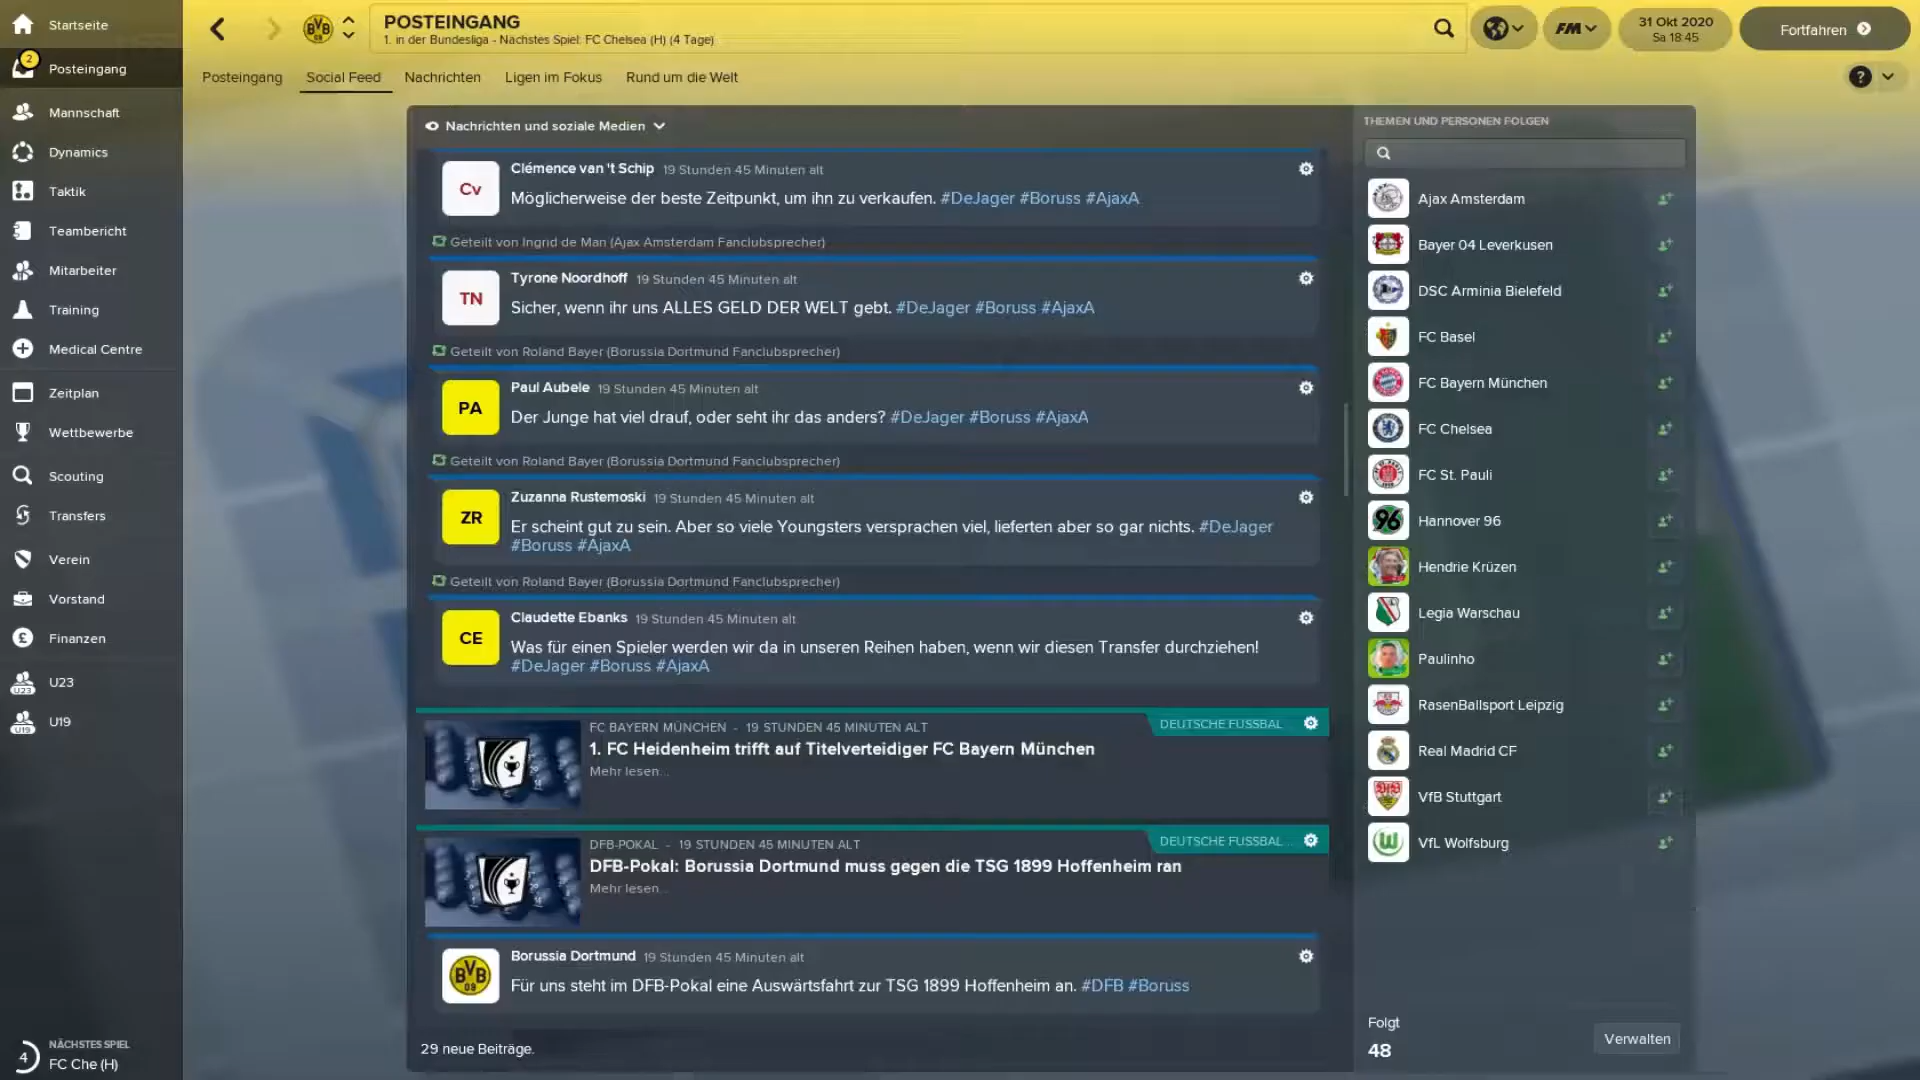 Startseite
2
Posteingang
Mannschaft
Dynamics
Taktik
Teambericht
Mitarbeiter
Training
Medical Centre
Zeitplan
Wettbewerbe
Scouting
Transfers
Verein
Vorstand
Finanzen
U23
U23
U19
U19
4
NÄCHSTES SPIEL
FC Che (H)
BVB
09
POSTEINGANG
1. in der Bundesliga - Nächstes Spiel: FC Chelsea (H) (4 Tage)
FM
31 Okt 2020
Sa 18:45
Fortfahren
Posteingang
Social Feed
Nachrichten
Ligen im Fokus
Rund um die Welt
?
Nachrichten und soziale Medien
Cv
Clémence van 't Schip 19 Stunden 45 Minuten alt
Möglicherweise der beste Zeitpunkt, um ihn zu verkaufen. #DeJager #Boruss #AjaxA
Geteilt von Ingrid de Man (Ajax Amsterdam Fanclubsprecher)
TN
Tyrone Noordhoff 19 Stunden 45 Minuten alt
Sicher, wenn ihr uns ALLES GELD DER WELT gebt. #DeJager #Boruss #AjaxA
Geteilt von Roland Bayer (Borussia Dortmund Fanclubsprecher)
PA
Paul Aubele 19 Stunden 45 Minuten alt
Der Junge hat viel drauf, oder seht ihr das anders? #DeJager #Boruss #AjaxA
Geteilt von Roland Bayer (Borussia Dortmund Fanclubsprecher)
ZR
Zuzanna Rustemoski 19 Stunden 45 Minuten alt
Er scheint gut zu sein. Aber so viele Youngsters versprachen viel, lieferten aber so gar nichts. #DeJager
#Boruss #AjaxA
Geteilt von Roland Bayer (Borussia Dortmund Fanclubsprecher)
CE
Claudette Ebanks 19 Stunden 45 Minuten alt
Was für einen Spieler werden wir da in unseren Reihen haben, wenn wir diesen Transfer durchziehen!
#DeJager #Boruss #AjaxA
FC BAYERN MÜNCHEN - 19 STUNDEN 45 MINUTEN ALT
DEUTSCHE FUSSBAL...
1. FC Heidenheim trifft auf Titelverteidiger FC Bayern München
Mehr lesen...
DFB-POKAL - 19 STUNDEN 45 MINUTEN ALT
DEUTSCHE FUSSBAL...
DFB-Pokal: Borussia Dortmund muss gegen die TSG 1899 Hoffenheim ran
Mehr lesen...
BVB
09
Borussia Dortmund 19 Stunden 45 Minuten alt
Für uns steht im DFB-Pokal eine Auswärtsfahrt zur TSG 1899 Hoffenheim an. #DFB #Boruss
29 neue Beiträge.
THEMEN UND PERSONEN FOLGEN
Ajax Amsterdam
Bayer 04 Leverkusen
DSC Arminia Bielefeld
FC Basel
FC Bayern München
FC Chelsea
FC St. Pauli
96
Hannover 96
Hendrie Krüzen
Legia Warschau
Paulinho
RasenBallsport Leipzig
Real Madrid CF
VfB Stuttgart
VfL Wolfsburg
Folgt
48
Verwalten